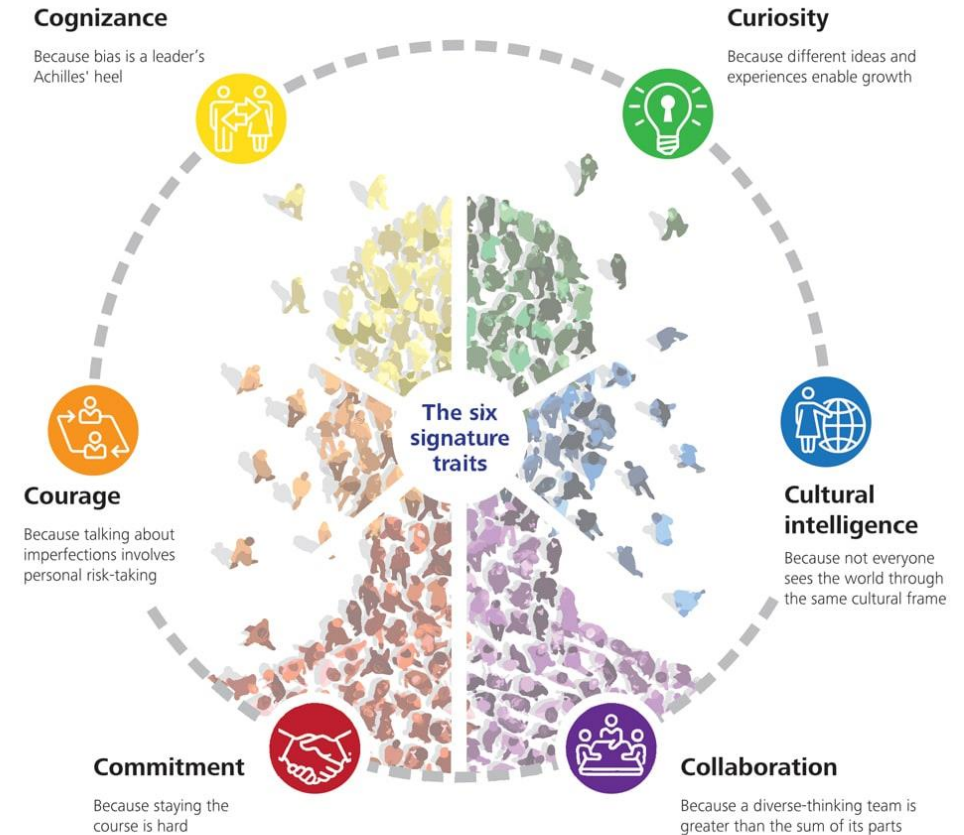 Cognizance
Because bias is a leader's
Achilles' heel
Curiosity
Because different ideas and
experiences enable growth
The six
signature
traits
Courage
Because talking about
imperfections involves
personal risk-taking
Cultural
intelligence
Because not everyone
sees the world through
the same cultural frame
Commitment
Because staying the
course is hard
Collaboration
Because a diverse-thinking team is
greater than the sum of its parts